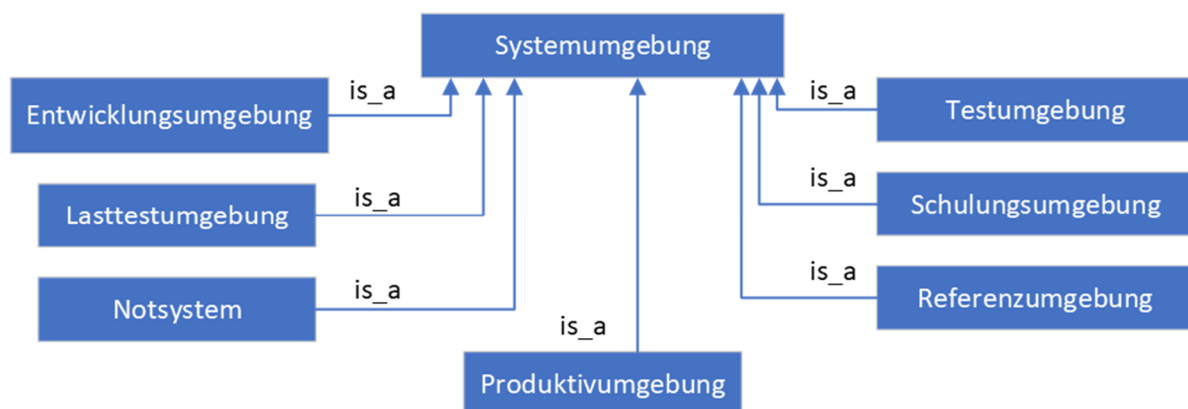 Systemumgebung
is_a
Entwicklungsumgebung
is_a
Testumgebung
is_a
Lasttestumgebung
is_a
Schulungsumgebung
is_a
Notsystem
is_a
Referenzumgebung
is_a
Produktivumgebung